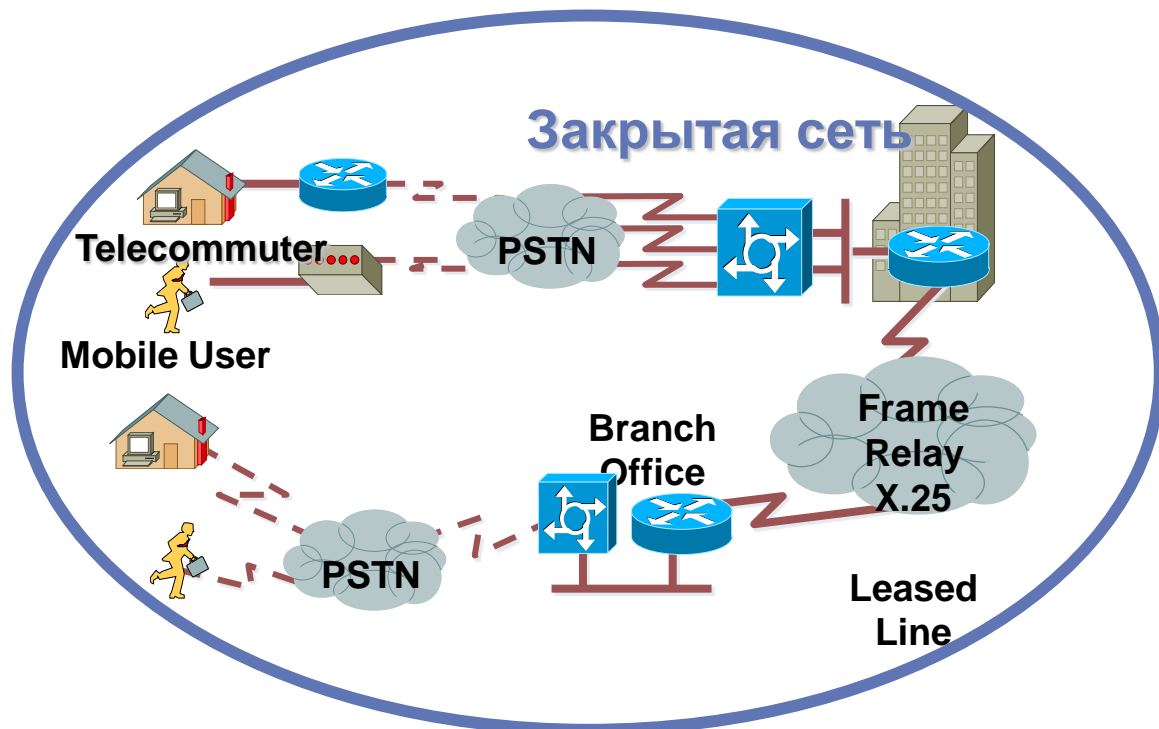 Закрытая сеть
Telecommuter
PSTN
Mobile User
Frame
Relay
X.25
Branch
Office
PSTN
Leased
Line